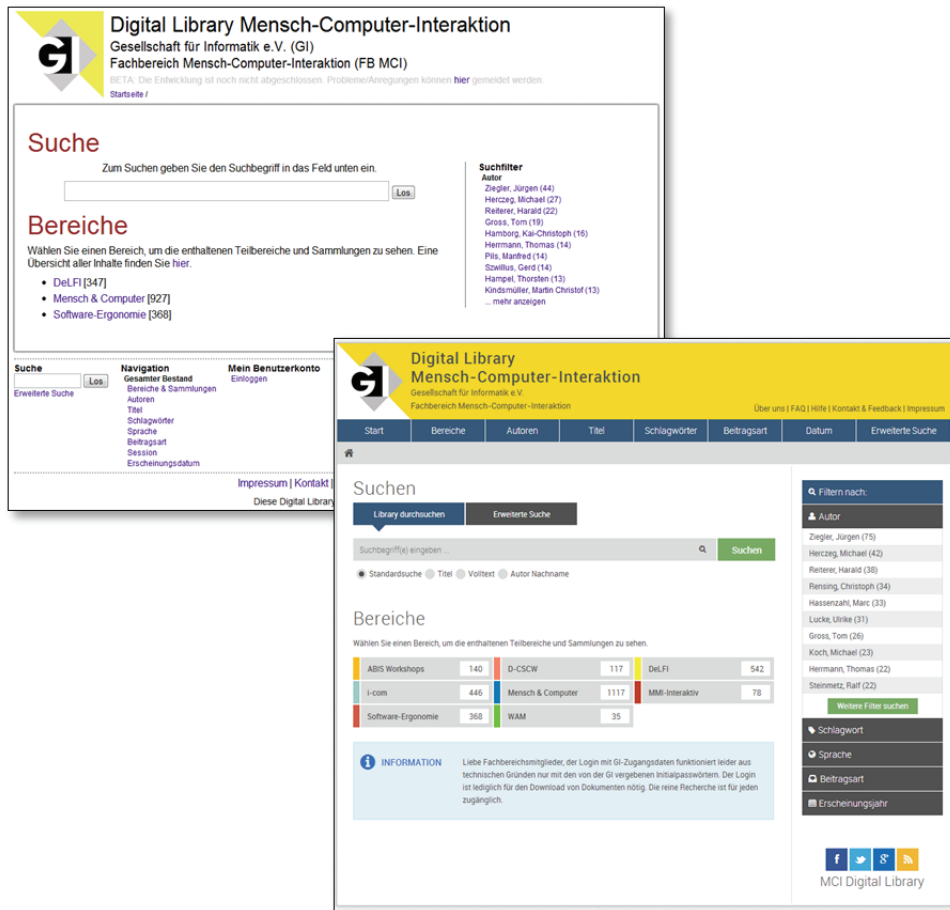 GI
Digital Library Mensch-Computer-Interaktion
Gesellschaft für Informatik e.V. (GI)
Fachbereich Mensch-Computer-Interaktion (FB MCI)
BETA: Die Entwicklung ist noch nicht abgeschlossen. Probleme/Anregungen können hier gemeldet werden.
Startseite /
Suche
Zum Suchen geben Sie den Suchbegriff in das Feld unten ein.
Los
Bereiche
Wählen Sie einen Bereich, um die enthaltenen Teilbereiche und Sammlungen zu sehen. Eine
Übersicht aller Inhalte finden Sie hier.
• DeLFI [347]
• Mensch & Computer [927]
• Software-Ergonomie [368]
Suchfilter
Autor
Ziegler, Jürgen (44)
Herczeg, Michael (27)
Reiterer, Harald (22)
Gross, Tom (19)
Hamborg, Kai-Christoph (16)
Herrmann, Thomas (14)
Pils, Manfred (14)
Szwillus, Gerd (14)
Hampel, Thorsten (13)
Kindsmüller, Martin Christof (13)
... mehr anzeigen
Suche
Los
Erweiterte Suche
Navigation
Gesamter Bestand
Bereiche & Sammlungen
Autoren
Titel
Schlagwörter
Sprache
Beitragsart
Session
Erscheinungsdatum
Mein Benutzerkonto
Einloggen
Impressum | Kontakt |
Diese Digital Library
GI
Digital Library
Mensch-Computer-Interaktion
Gesellschaft für Informatik e.V.
Fachbereich Mensch-Computer-Interaktion
Über uns | FAQ | Hilfe | Kontakt & Feedback | Impressum
Start Bereiche Autoren Titel Schlagwörter Beitragsart Datum Erweiterte Suche
Suchen
Library durchsuchen Erweiterte Suche
Suchbegriff(e) eingeben ... Suchen
Standardsuche Titel Volltext Autor Nachname
Bereiche
Wählen Sie einen Bereich, um die enthaltenen Teilbereiche und Sammlungen zu sehen.
ABIS Workshops 140 D-CSCW 117 DeLFI 542
i-com 446 Mensch & Computer 1117 MMI-Interaktiv 78
Software-Ergonomie 368 WAM 35
INFORMATION
Liebe Fachbereichsmitglieder, der Login mit GI-Zugangsdaten funktioniert leider aus
technischen Gründen nur mit den von der GI vergebenen Initialpasswörtern. Der Login
ist lediglich für den Download von Dokumenten nötig. Die reine Recherche ist für jeden
zugänglich.
Filtern nach:
Autor
Ziegler, Jürgen (75)
Herczeg, Michael (42)
Reiterer, Harald (38)
Rensing, Christoph (34)
Hassenzahl, Marc (33)
Lucke, Ulrike (31)
Gross, Tom (26)
Koch, Michael (23)
Herrmann, Thomas (22)
Steinmetz, Ralf (22)
Weitere Filter suchen
Schlagwort
Sprache
Beitragsart
Erscheinungsjahr
MCI Digital Library